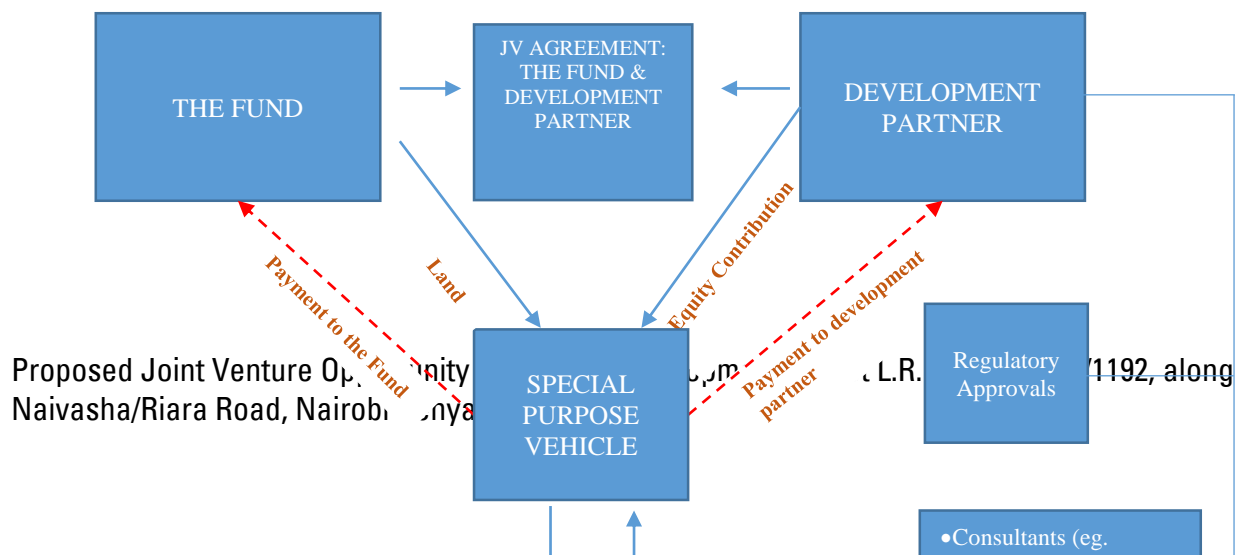 THE FUND
JV AGREEMENT:
THE FUND &
DEVELOPMENT
PARTNER
DEVELOPMENT
PARTNER
Payment to the Fund
Land
Equity Contribution
Payment to development
partner
Proposed Joint Venture
L.R. /1192, along
Naivasha/Riara Road,
SPECIAL
PURPOSE
VEHICLE
Regulatory
Approvals
•Consultants (eg.